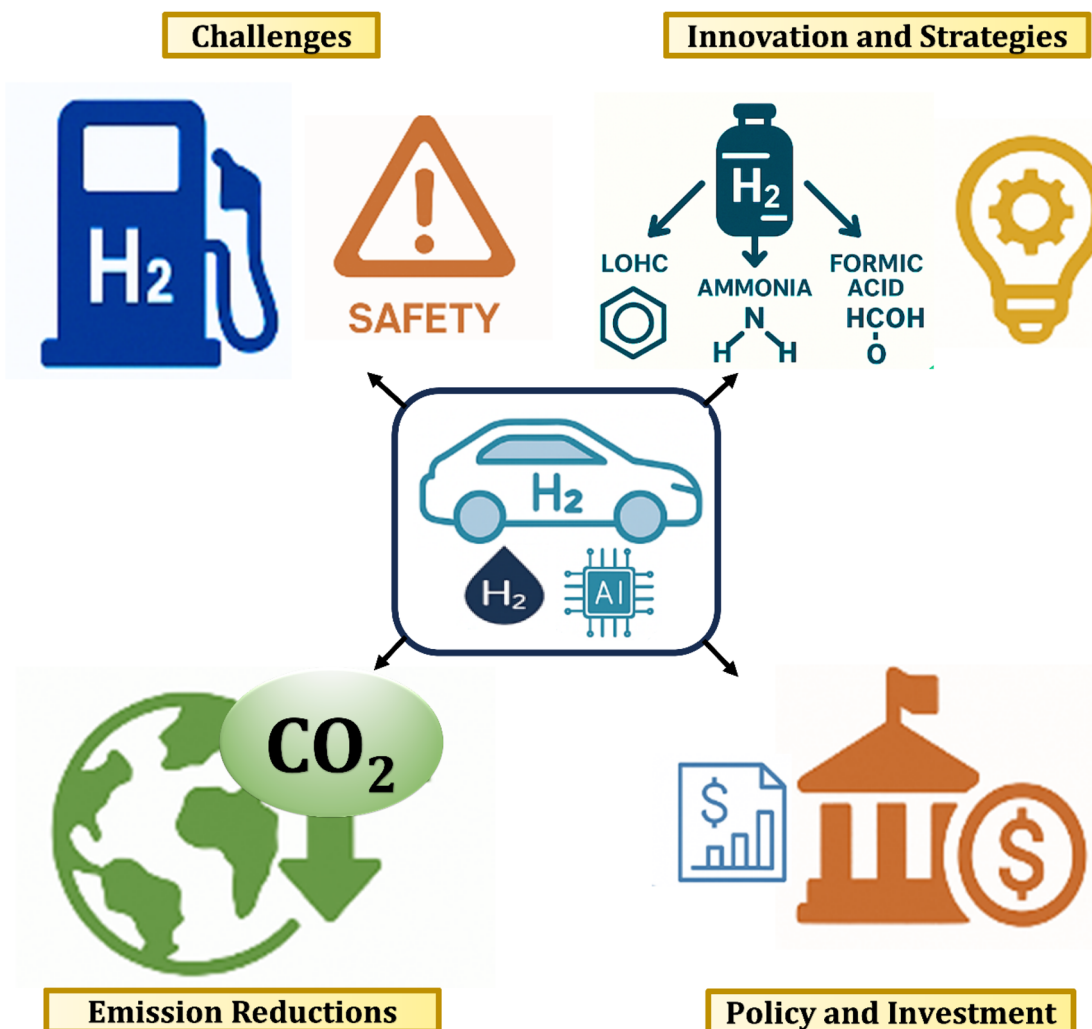 Challenges
Innovation and Strategies
H₂
SAFETY
H₂
LOHC
AMMONIA
N
H H
FORMIC
ACID
HCOH
O
H₂
H₂
AI
CO₂
$
$
Emission Reductions
Policy and Investment